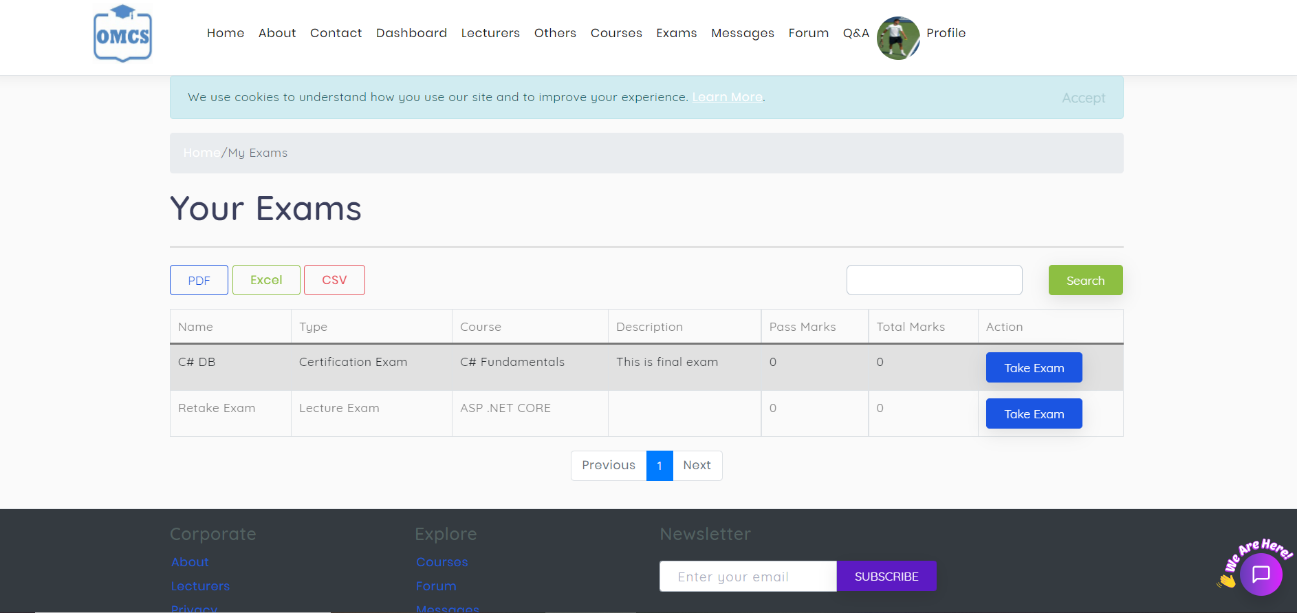 OMCS
Home About Contact Dashboard Lecturers Others Courses Exams Messages Forum Q&A Profile
We use cookies to understand how you use our site and to improve your experience. Learn More. Accept
Home/My Exams
Your Exams
PDF Excel CSV Search
Name Type Course Description Pass Marks Total Marks Action
C# DB Certification Exam C# Fundamentals This is final exam 0 0 Take Exam
Retake Exam Lecture Exam ASP .NET CORE 0 0 Take Exam
Previous 1 Next
Corporate Explore Newsletter
We Are Here!
About Courses
Enter your email SUBSCRIBE
Lecturers Forum
Privacy Messages